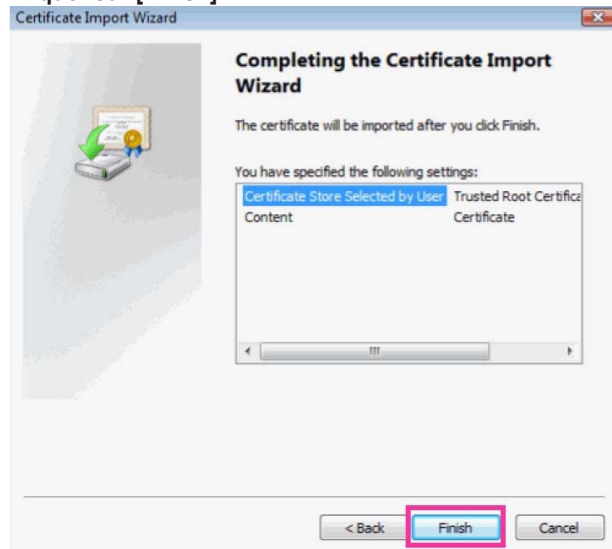 Certificate Import Wizard
Completing the Certificate Import
Wizard
The certificate will be imported after you click Finish.
You have specified the following settings:
Certificate Store Selected by User Trusted Root Certifica
Content Certificate
< Back Finish Cancel